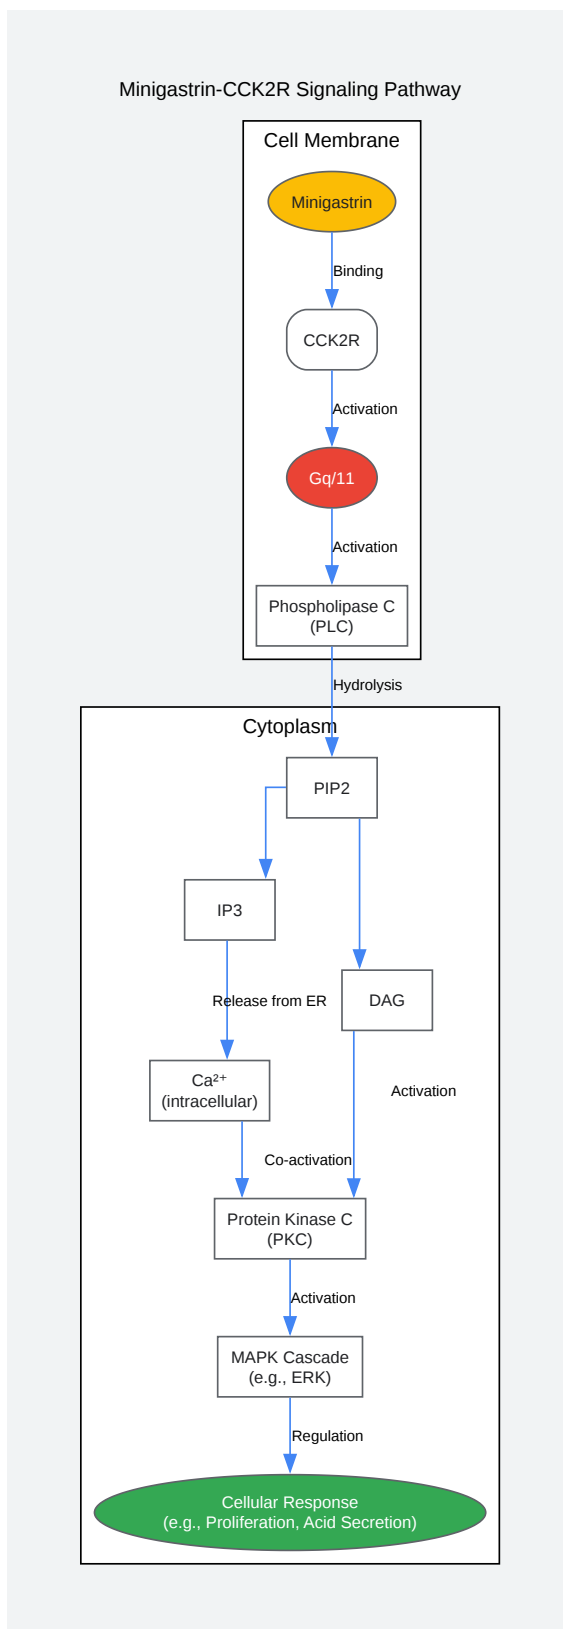 Minigastrin-CCK2R Signaling Pathway
Cell Membrane
Minigastrin
Binding
CCK2R
Activation
Gq/11
Activation
Phospholipase C
(PLC)
Hydrolysis
Cytoplasm
PIP2
IP3
DAG
Release from ER
Ca²⁺
(intracellular)
Activation
Co-activation
Protein Kinase C
(PKC)
Activation
MAPK Cascade
(e.g., ERK)
Regulation
Cellular Response
(e.g., Proliferation, Acid Secretion)